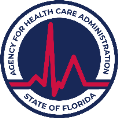 AGENCY FOR HEALTH CARE ADMINISTRATION
STATE OF FLORIDA